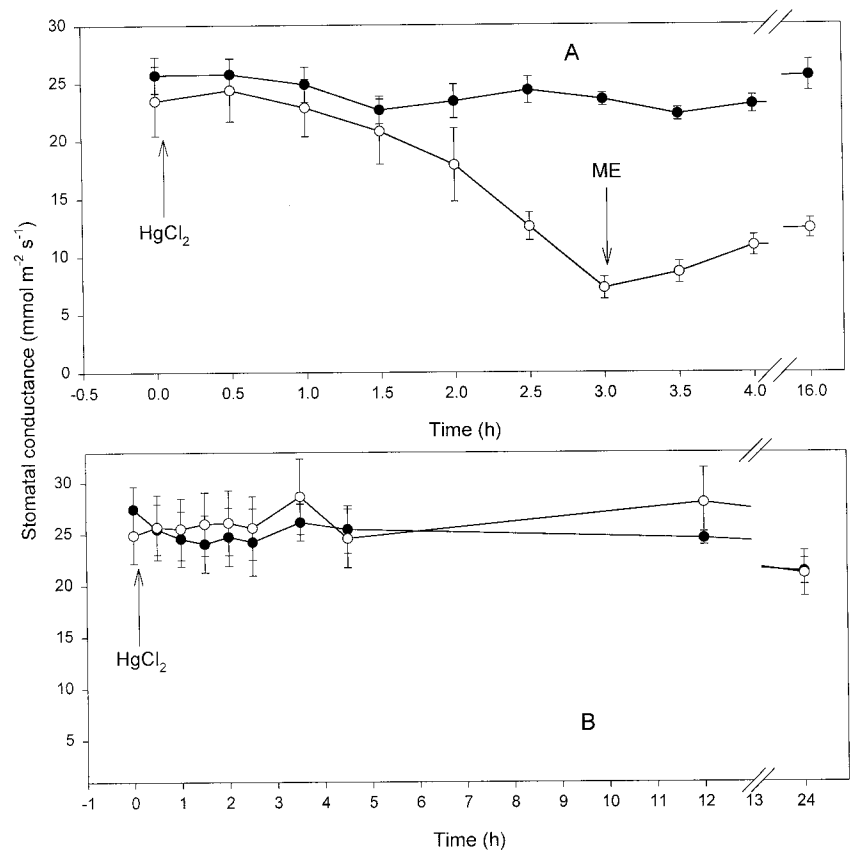 Stomatal conductance (mmol m⁻² s⁻¹)
30
25
20
15
10
5
0
A
HgCl₂
ME
-0.5 0.0 0.5 1.0 1.5 2.0 2.5 3.0 3.5 4.0 16.0
Time (h)
30
25
20
15
10
5
HgCl₂
B
-1 0 1 2 3 4 5 6 7 8 9 10 11 12 13 24
Time (h)